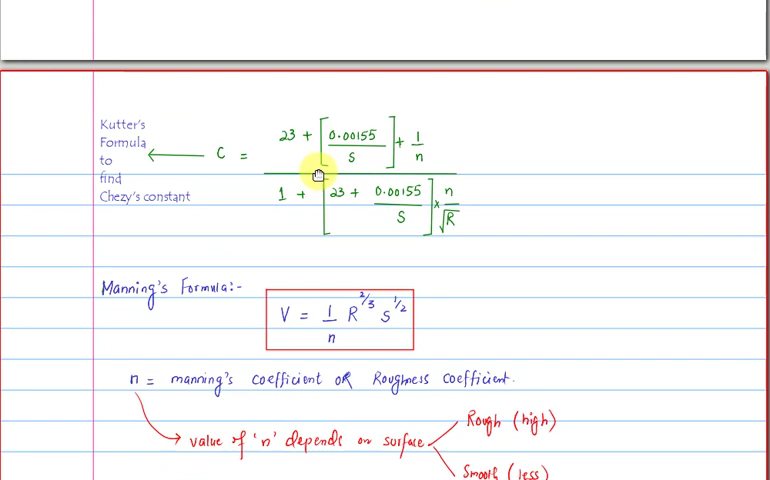 Kutter's
Formula
to
find
Chezy's constant
C = (23 + [0.00155/S] + 1/n) / (1 + [23 + 0.00155/S] × n/√R)
Manning's Formula:-
V = 1/n R^2/3 S^1/2
n = manning's coefficient OR Roughness coefficient.
Rough (high)
value of 'n' depends on surface
Smooth (less)